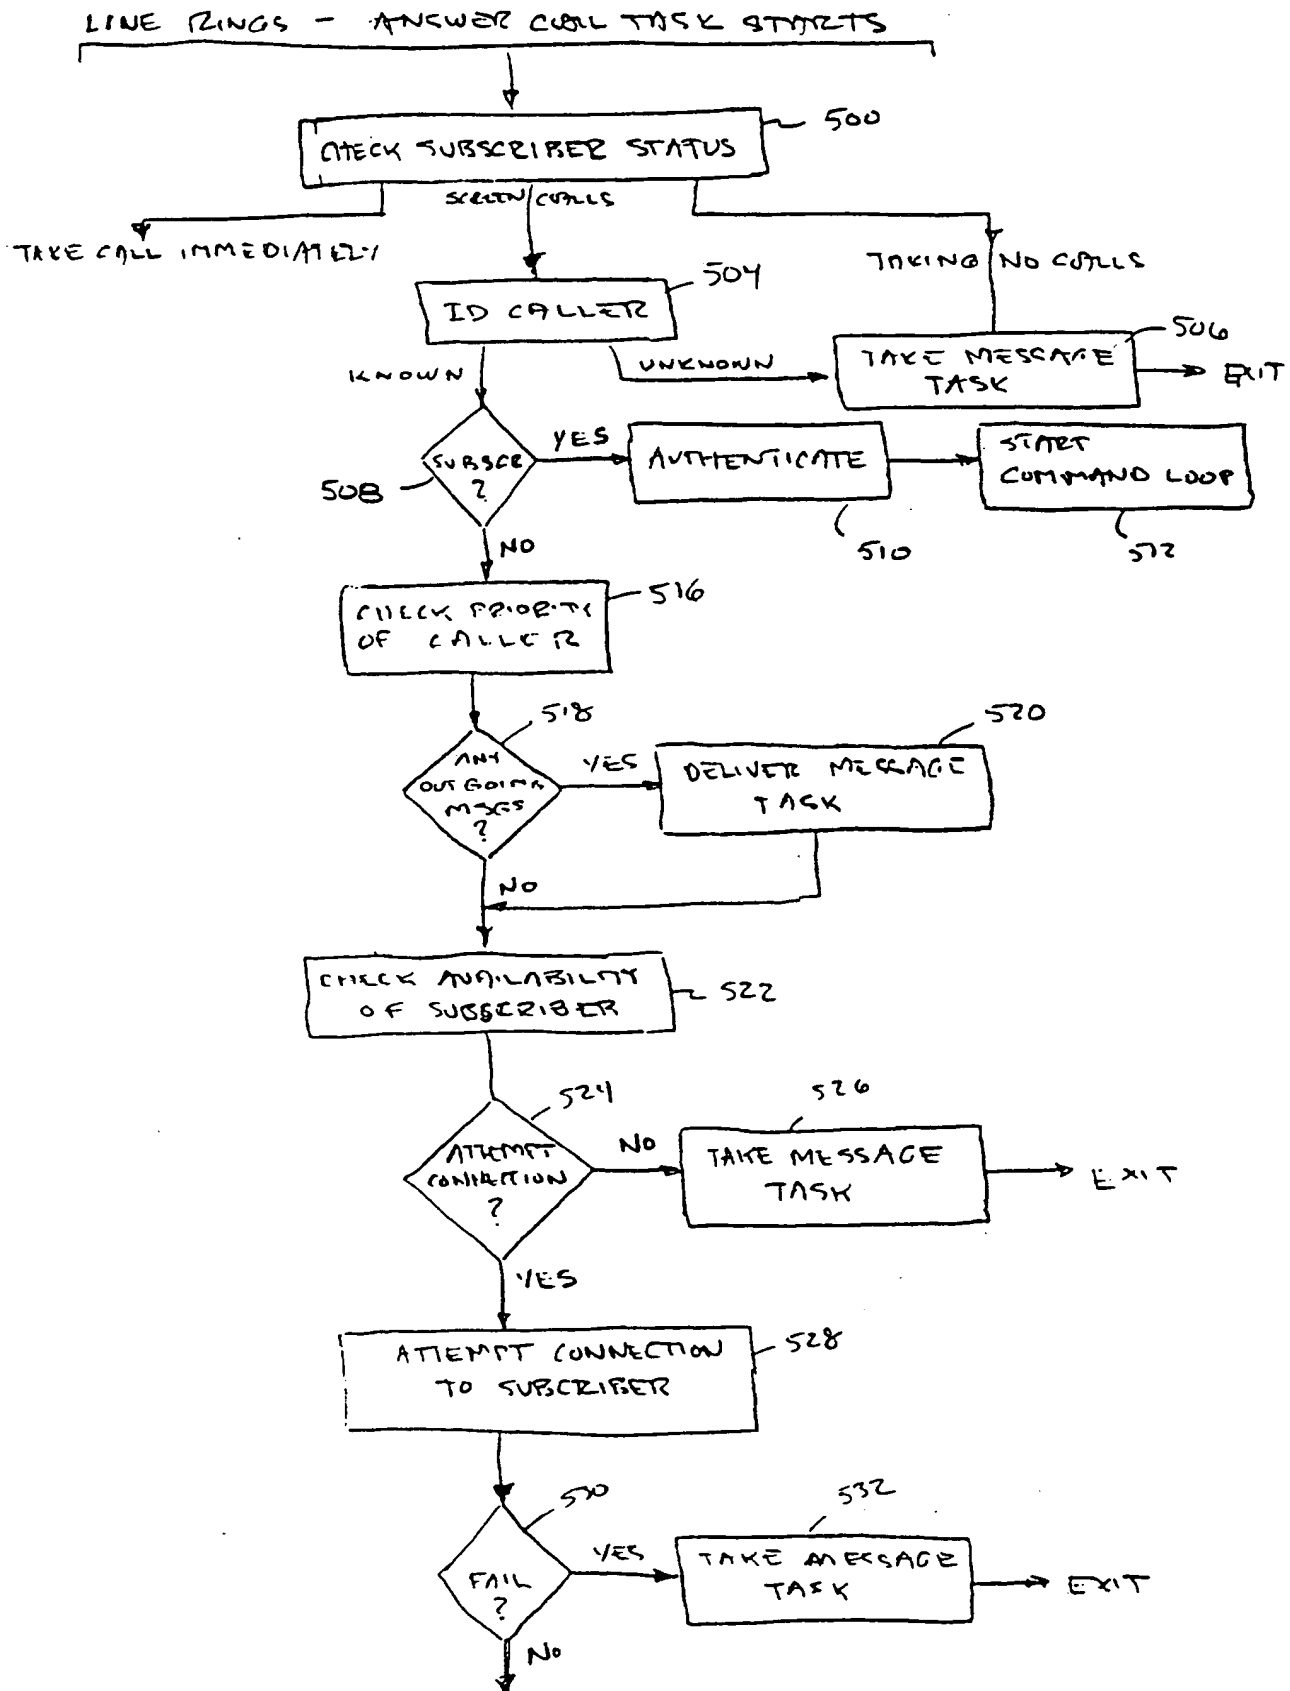 LINE RINGS - ANSWER CALL TASK STARTS
500
CHECK SUBSCRIBER STATUS
SCREEN CALLS
TAKE CALL IMMEDIATELY
TAKING NO CALLS
504
ID CALLER
506
KNOWN
UNKNOWN
TAKE MESSAGE
TASK
EXIT
SUBSCR
?
508
YES
AUTHENTICATE
START
COMMAND LOOP
510
512
NO
516
CHECK PRIORITY
OF CALLER
518
520
ANY
OUTGOING
MSGS
?
YES
DELIVER MESSAGE
TASK
NO
CHECK AVAILABILITY
OF SUBSCRIBER
522
524
526
ATTEMPT
CONNECTION
?
NO
TAKE MESSAGE
TASK
EXIT
YES
528
ATTEMPT CONNECTION
TO SUBSCRIBER
530
532
FAIL
?
YES
TAKE MESSAGE
TASK
EXIT
NO